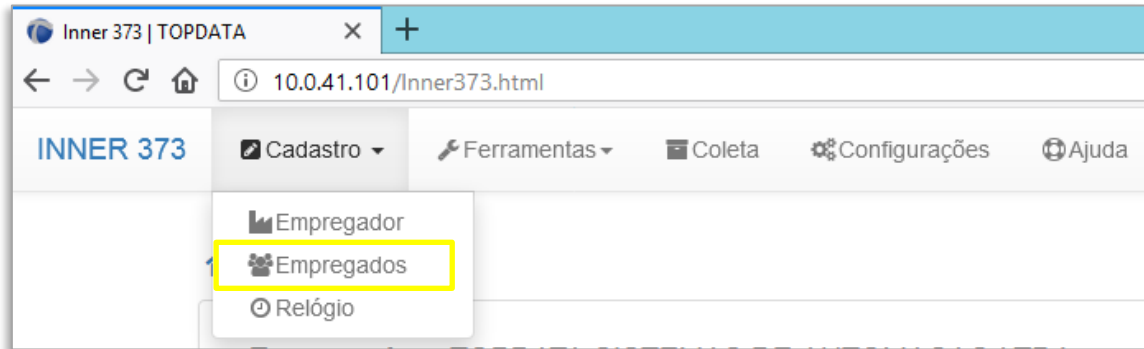 Inner 373 | TOPDATA
10.0.41.101/Inner373.html
INNER 373 Cadastro Ferramentas Coleta Configurações Ajuda
Empregador
Empregados
Relógio